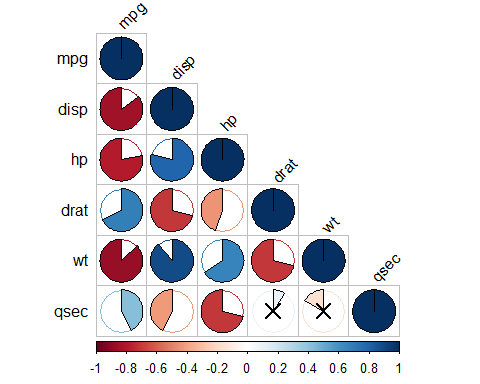 mpg
mpg
disp
disp
hp
hp
drat
drat
wt
wt
qsec
qsec
-1 -0.8 -0.6 -0.4 -0.2 0 0.2 0.4 0.6 0.8 1